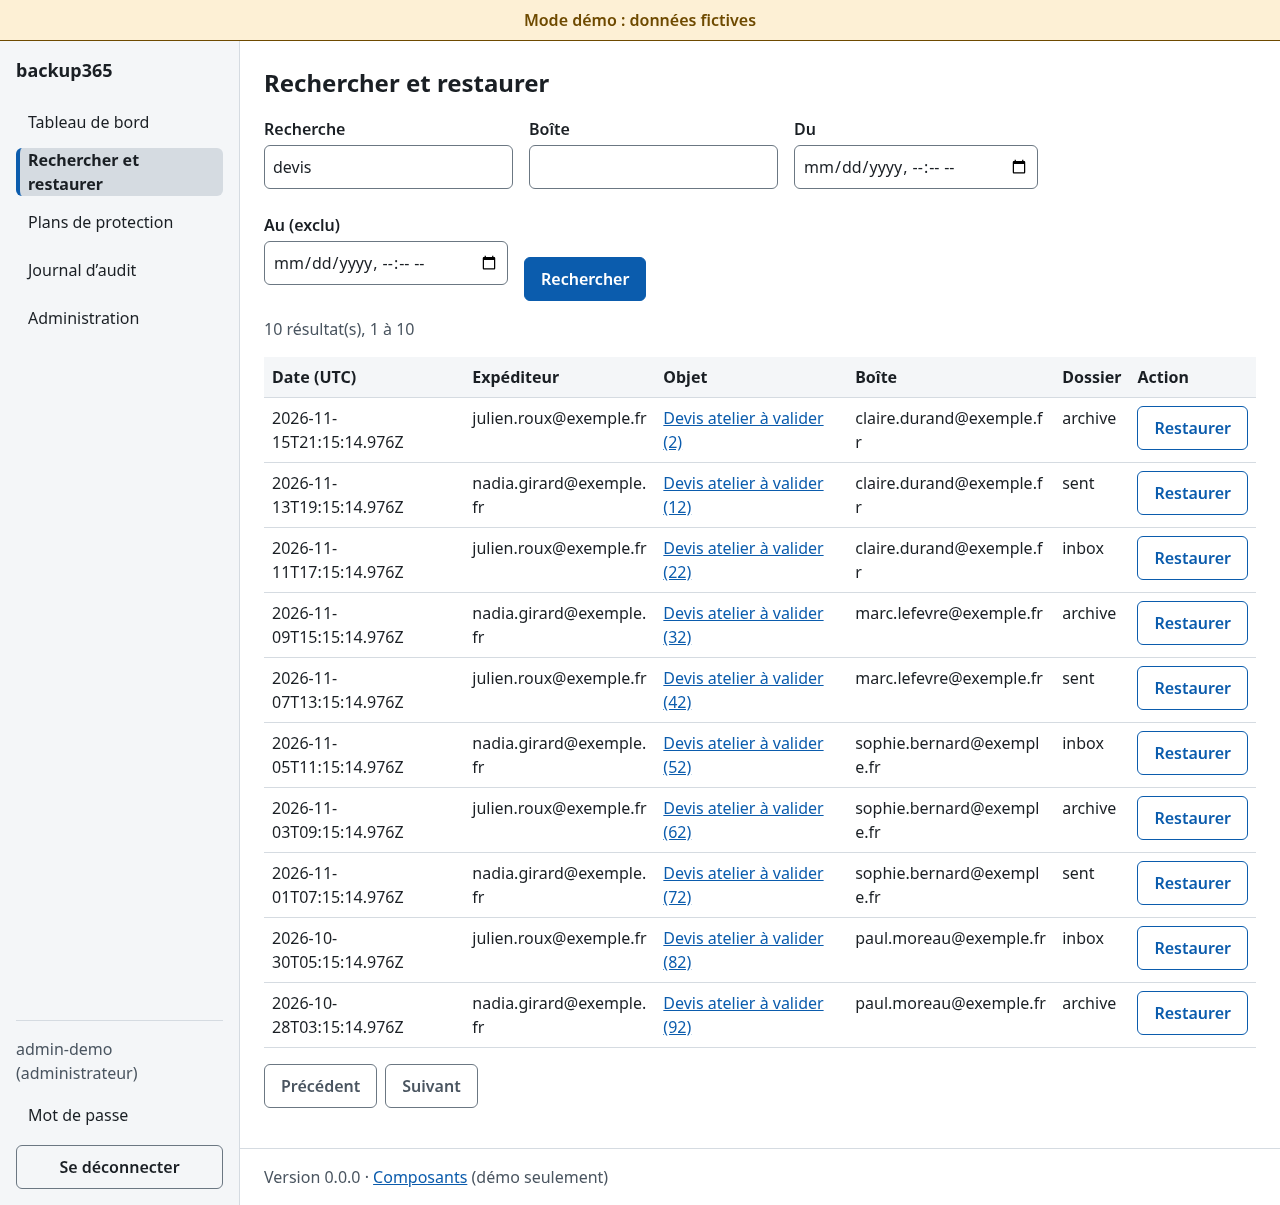 Mode démo : données fictives
backup365
Tableau de bord
Rechercher et
restaurer
Plans de protection
Journal d’audit
Administration
admin-demo
(administrateur)
Mot de passe
Se déconnecter
Rechercher et restaurer
Recherche
Boîte
Du
devis
mm/dd/yyyy, --:-- --
Au (exclu)
mm/dd/yyyy, --:-- --
Rechercher
10 résultat(s), 1 à 10
Date (UTC) Expéditeur Objet Boîte Dossier Action
2026-11- julien.roux@exemple.fr Devis atelier à valider claire.durand@exemple.f archive Restaurer
15T21:15:14.976Z (2) r
2026-11- nadia.girard@exemple. Devis atelier à valider claire.durand@exemple.f sent Restaurer
13T19:15:14.976Z fr (12) r
2026-11- julien.roux@exemple.fr Devis atelier à valider claire.durand@exemple.f inbox Restaurer
11T17:15:14.976Z (22) r
2026-11- nadia.girard@exemple. Devis atelier à valider marc.lefevre@exemple.fr archive Restaurer
09T15:15:14.976Z fr (32)
2026-11- julien.roux@exemple.fr Devis atelier à valider marc.lefevre@exemple.fr sent Restaurer
07T13:15:14.976Z (42)
2026-11- nadia.girard@exemple. Devis atelier à valider sophie.bernard@exempl inbox Restaurer
05T11:15:14.976Z fr (52) e.fr
2026-11- julien.roux@exemple.fr Devis atelier à valider sophie.bernard@exempl archive Restaurer
03T09:15:14.976Z (62) e.fr
2026-11- nadia.girard@exemple. Devis atelier à valider sophie.bernard@exempl sent Restaurer
01T07:15:14.976Z fr (72) e.fr
2026-10- julien.roux@exemple.fr Devis atelier à valider paul.moreau@exemple.fr inbox Restaurer
30T05:15:14.976Z (82)
2026-10- nadia.girard@exemple. Devis atelier à valider paul.moreau@exemple.fr archive Restaurer
28T03:15:14.976Z fr (92)
Précédent Suivant
Version 0.0.0 · Composants (démo seulement)